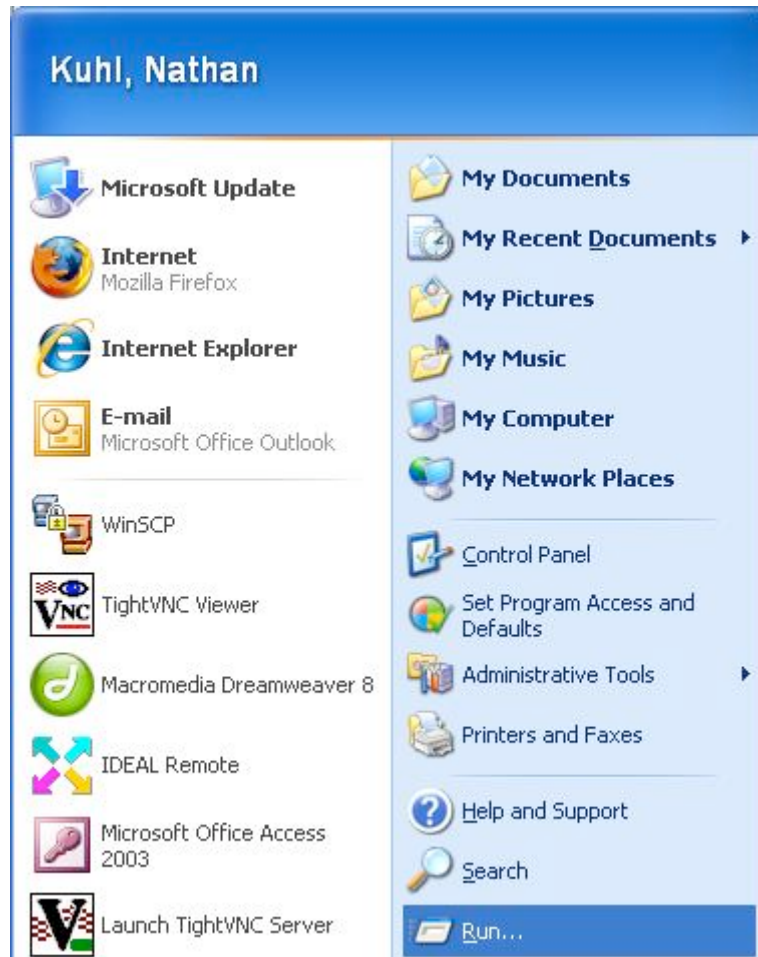 Kuhl, Nathan
Microsoft Update
Internet
Mozilla Firefox
Internet Explorer
E-mail
Microsoft Office Outlook
WinSCP
VNC
TightVNC Viewer
Macromedia Dreamweaver 8
IDEAL Remote
Microsoft Office Access
2003
Launch TightVNC Server
My Documents
My Recent Documents
My Pictures
My Music
My Computer
My Network Places
Control Panel
Set Program Access and
Defaults
Administrative Tools
Printers and Faxes
Help and Support
Search
Run...